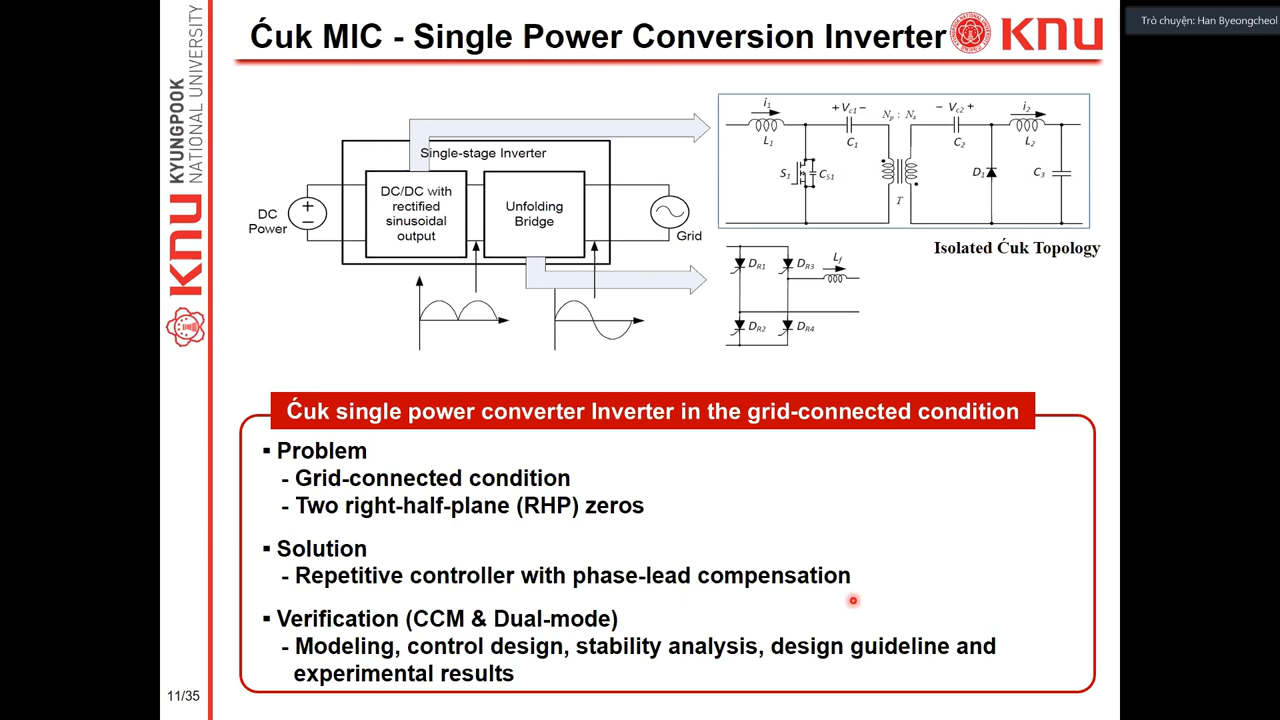 Ćuk MIC - Single Power Conversion Inverter
KNU
Trò chuyện: Han Byeongcheol
KNU KYUNGPOOK
NATIONAL UNIVERSITY
Single-stage Inverter
DC/DC with
rectified
sinusoidal
output
Unfolding
Bridge
DC
Power
Grid
i1
+ Vc1 −
Np : Ns
− Vc2 +
i2
L1
C1
C2
L2
S1
CS1
D1
C3
T
Isolated Ćuk Topology
DR1
DR3
Lf
DR2
DR4
Ćuk single power converter Inverter in the grid-connected condition
▪ Problem
- Grid-connected condition
- Two right-half-plane (RHP) zeros
▪ Solution
- Repetitive controller with phase-lead compensation
▪ Verification (CCM & Dual-mode)
- Modeling, control design, stability analysis, design guideline and
experimental results
11/35